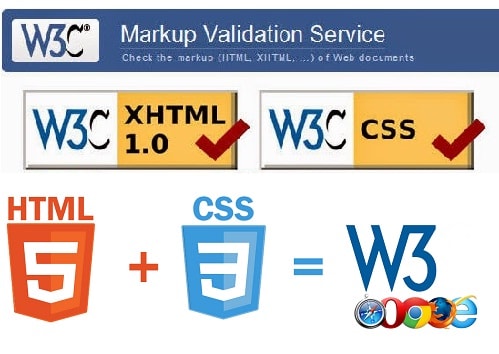 W3C® Markup Validation Service
Check the markup (HTML, XHTML, ...) of Web documents
W3C XHTML 1.0
W3C CSS
HTML CSS
5 + 3 = W3